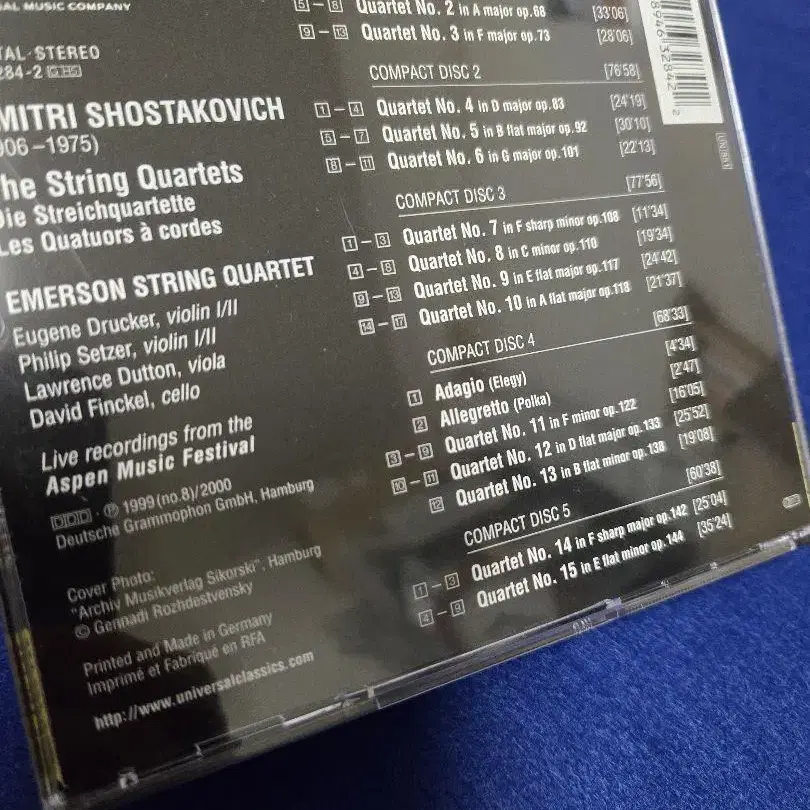 AL MUSIC COMPANY
TAL·STEREO
284-2 GH5
MITRI SHOSTAKOVICH
906–1975)
he String Quartets
Die Streichquartette
Les Quatuors à cordes
EMERSON STRING QUARTET
Eugene Drucker, violin I/II
Philip Setzer, violin I/II
Lawrence Dutton, viola
David Finckel, cello
Live recordings from the
Aspen Music Festival
DDD · ℗ 1999 (no.8)/2000
Deutsche Grammophon GmbH, Hamburg
Cover Photo:
"Archiv Musikverlag Sikorski", Hamburg
© Gennadi Rozhdestvensky
Printed and Made in Germany
Imprimé et Fabriqué en RFA
http://www.universalclassics.com
5 – 8 Quartet No. 2 in A major op.68 [33'06]
9 – 13 Quartet No. 3 in F major op.73 [28'06]
COMPACT DISC 2 [76'58]
1 – 4 Quartet No. 4 in D major op.83 [24'19]
5 – 7 Quartet No. 5 in B flat major op.92 [30'10]
8 – 11 Quartet No. 6 in G major op.101 [22'13]
COMPACT DISC 3 [77'56]
1 – 3 Quartet No. 7 in F sharp minor op.108 [11'34]
4 – 8 Quartet No. 8 in C minor op.110 [19'34]
9 – 13 Quartet No. 9 in E flat major op.117 [24'42]
14 – 17 Quartet No. 10 in A flat major op.118 [21'37]
COMPACT DISC 4 [68'33]
1 Adagio (Elegy) [4'34]
2 Allegretto (Polka) [2'47]
3 – 9 Quartet No. 11 in F minor op.122 [16'05]
10 – 11 Quartet No. 12 in D flat major op.133 [25'52]
12 Quartet No. 13 in B flat minor op.138 [19'08]
COMPACT DISC 5 [60'38]
1 – 3 Quartet No. 14 in F sharp major op.142 [25'04]
4 – 9 Quartet No. 15 in E flat minor op.144 [35'24]
28946 32842 2